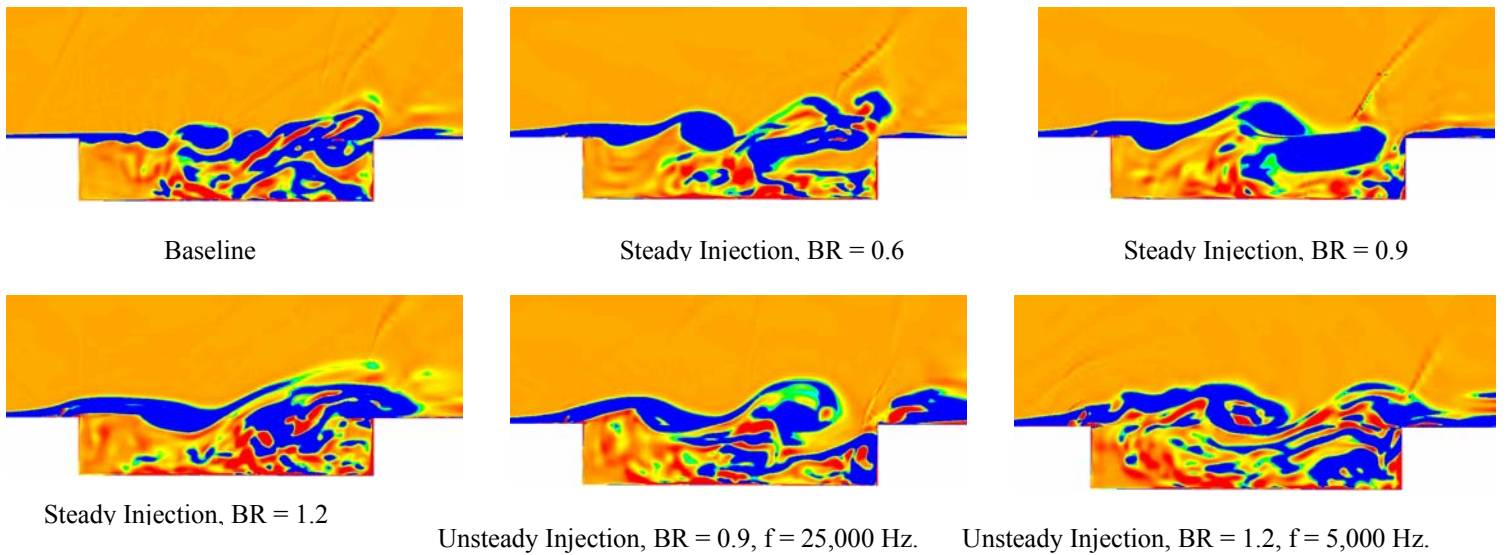 Baseline
Steady Injection, BR = 0.6
Steady Injection, BR = 0.9
Steady Injection, BR = 1.2
Unsteady Injection, BR = 0.9, f = 25,000 Hz.
Unsteady Injection, BR = 1.2, f = 5,000 Hz.